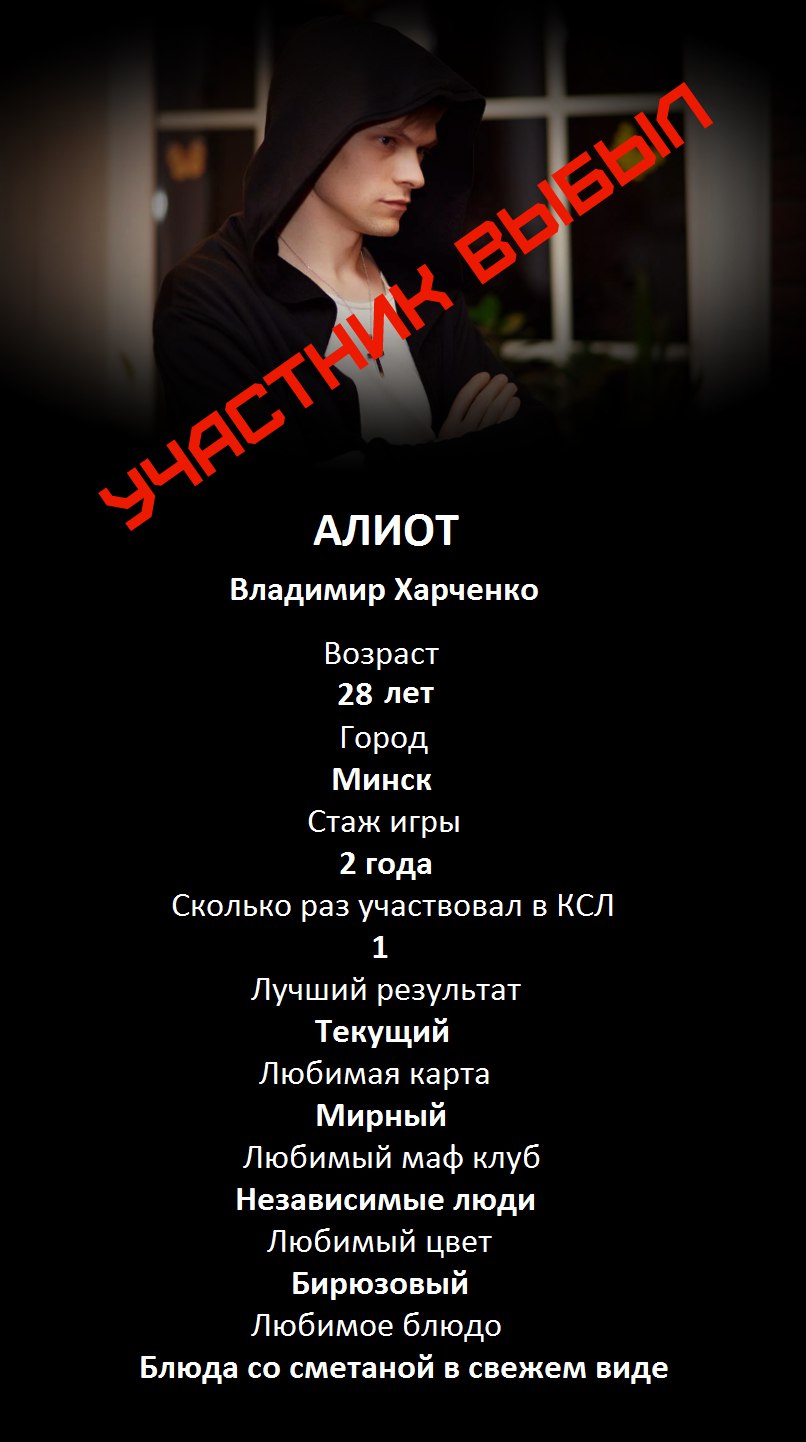 УЧАСТНИК ВЫБЫЛ
АЛИОТ
Владимир Харченко
Возраст
28 лет
Город
Минск
Стаж игры
2 года
Сколько раз участвовал в КСЛ
1
Лучший результат
Текущий
Любимая карта
Мирный
Любимый маф клуб
Независимые люди
Любимый цвет
Бирюзовый
Любимое блюдо
Блюда со сметаной в свежем виде